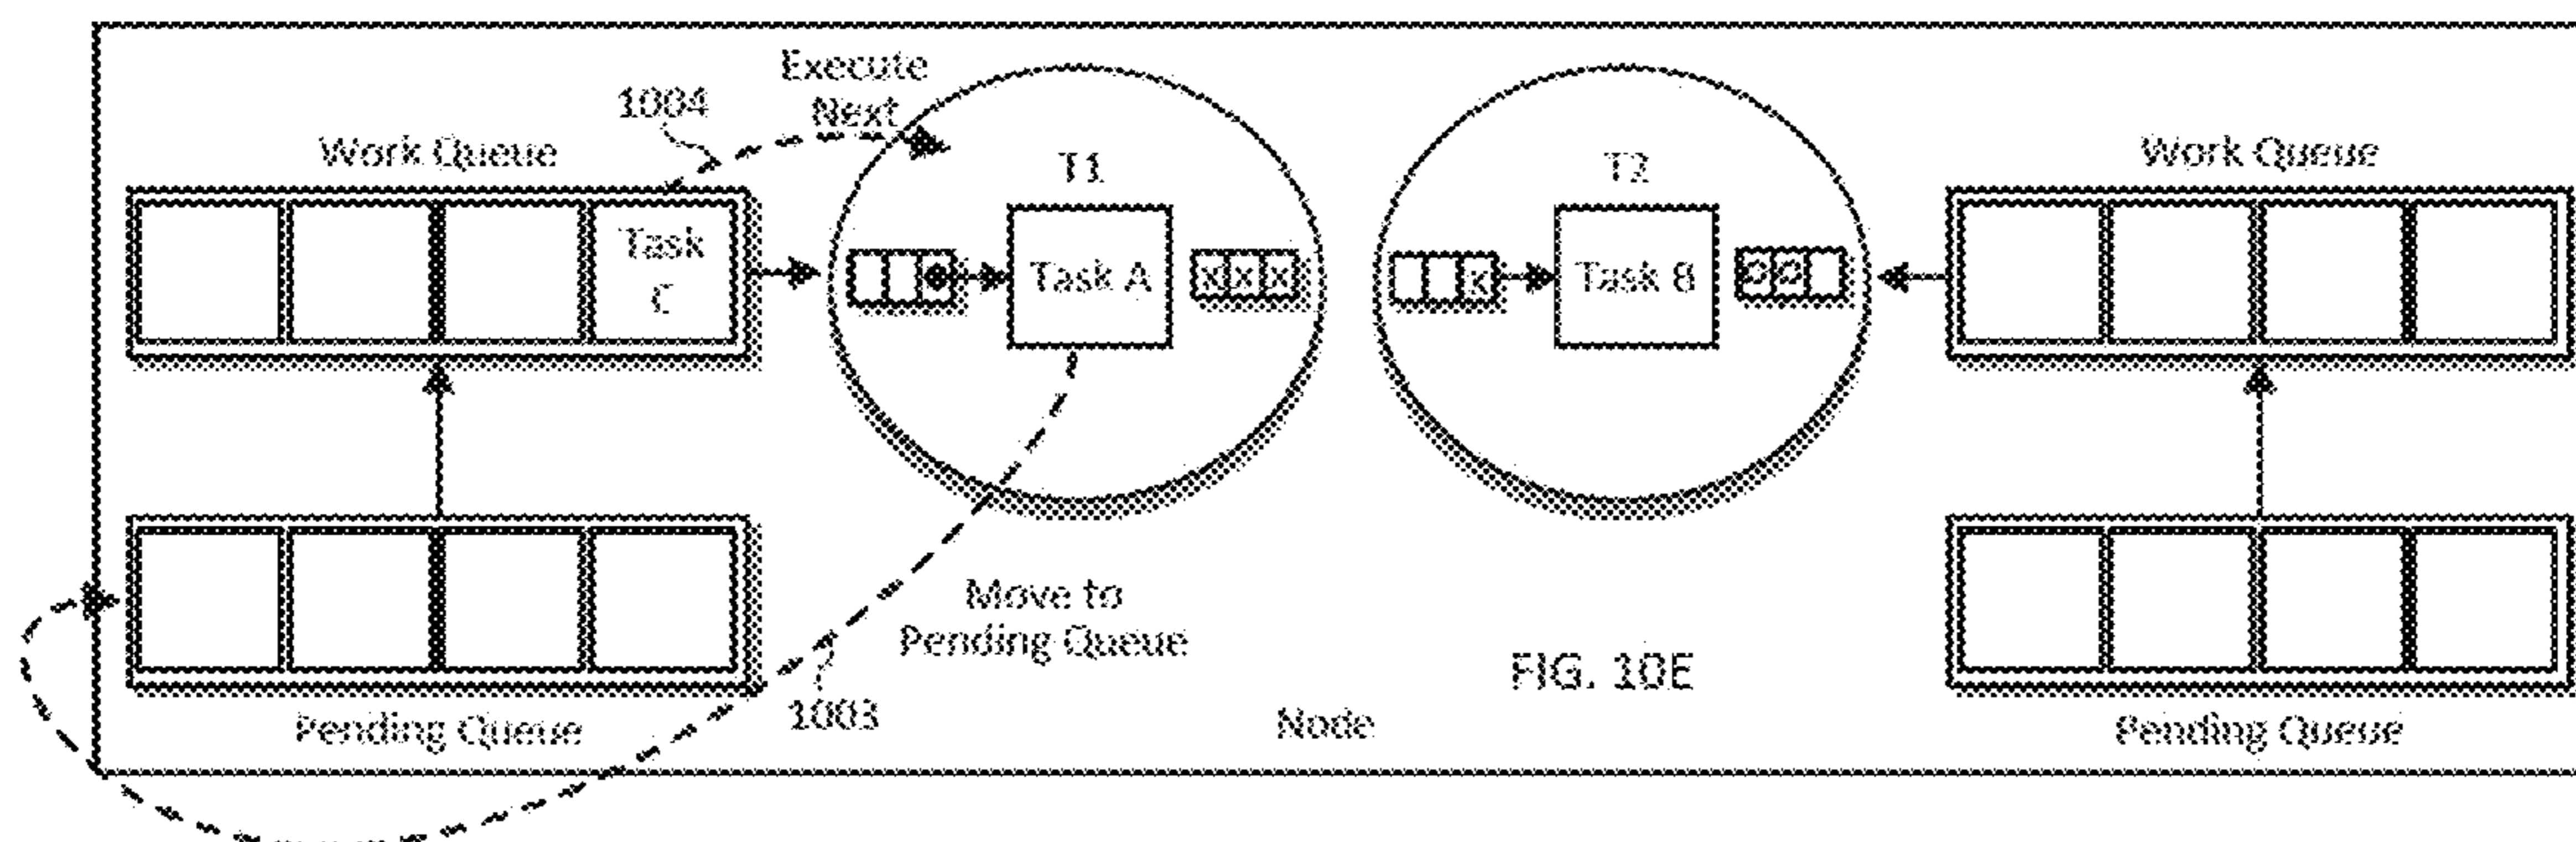 Execute
Next
1004
Work Queue
T1
T2
Work Queue
Task
C
Task A
x x x
x
Task B
∅ ∅
Move to
Pending Queue
1003
FIG. 10E
Pending Queue
Node
Pending Queue